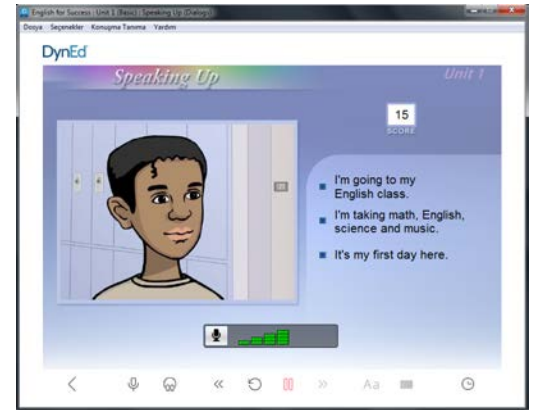 English for Success : Unit 1 (Basic) : Speaking Up (Dialogs)
Dosya Seçenekler Konuşma Tanıma Yardım
DynEd
Speaking Up
Unit 1
15
SCORE
I'm going to my
English class.
I'm taking math, English,
science and music.
It's my first day here.
Aa